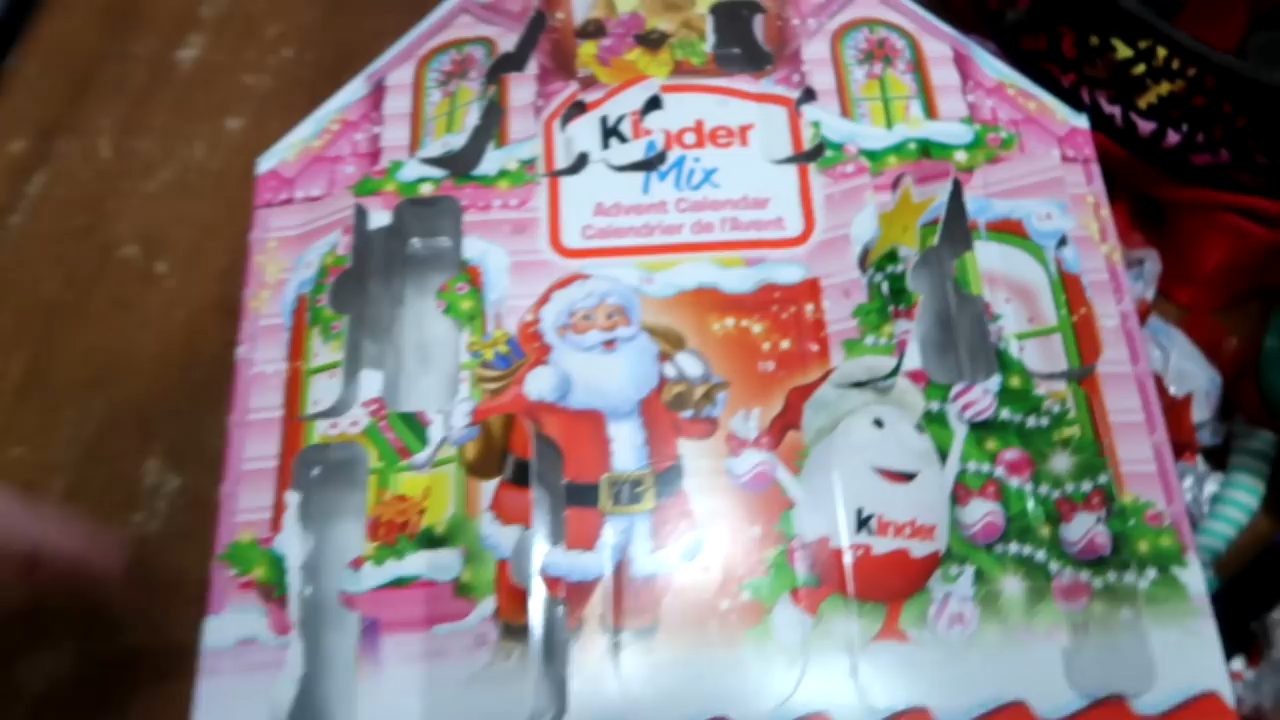 Kinder
Mix
Advent Calendar
Calendrier de l'Avent
kinder